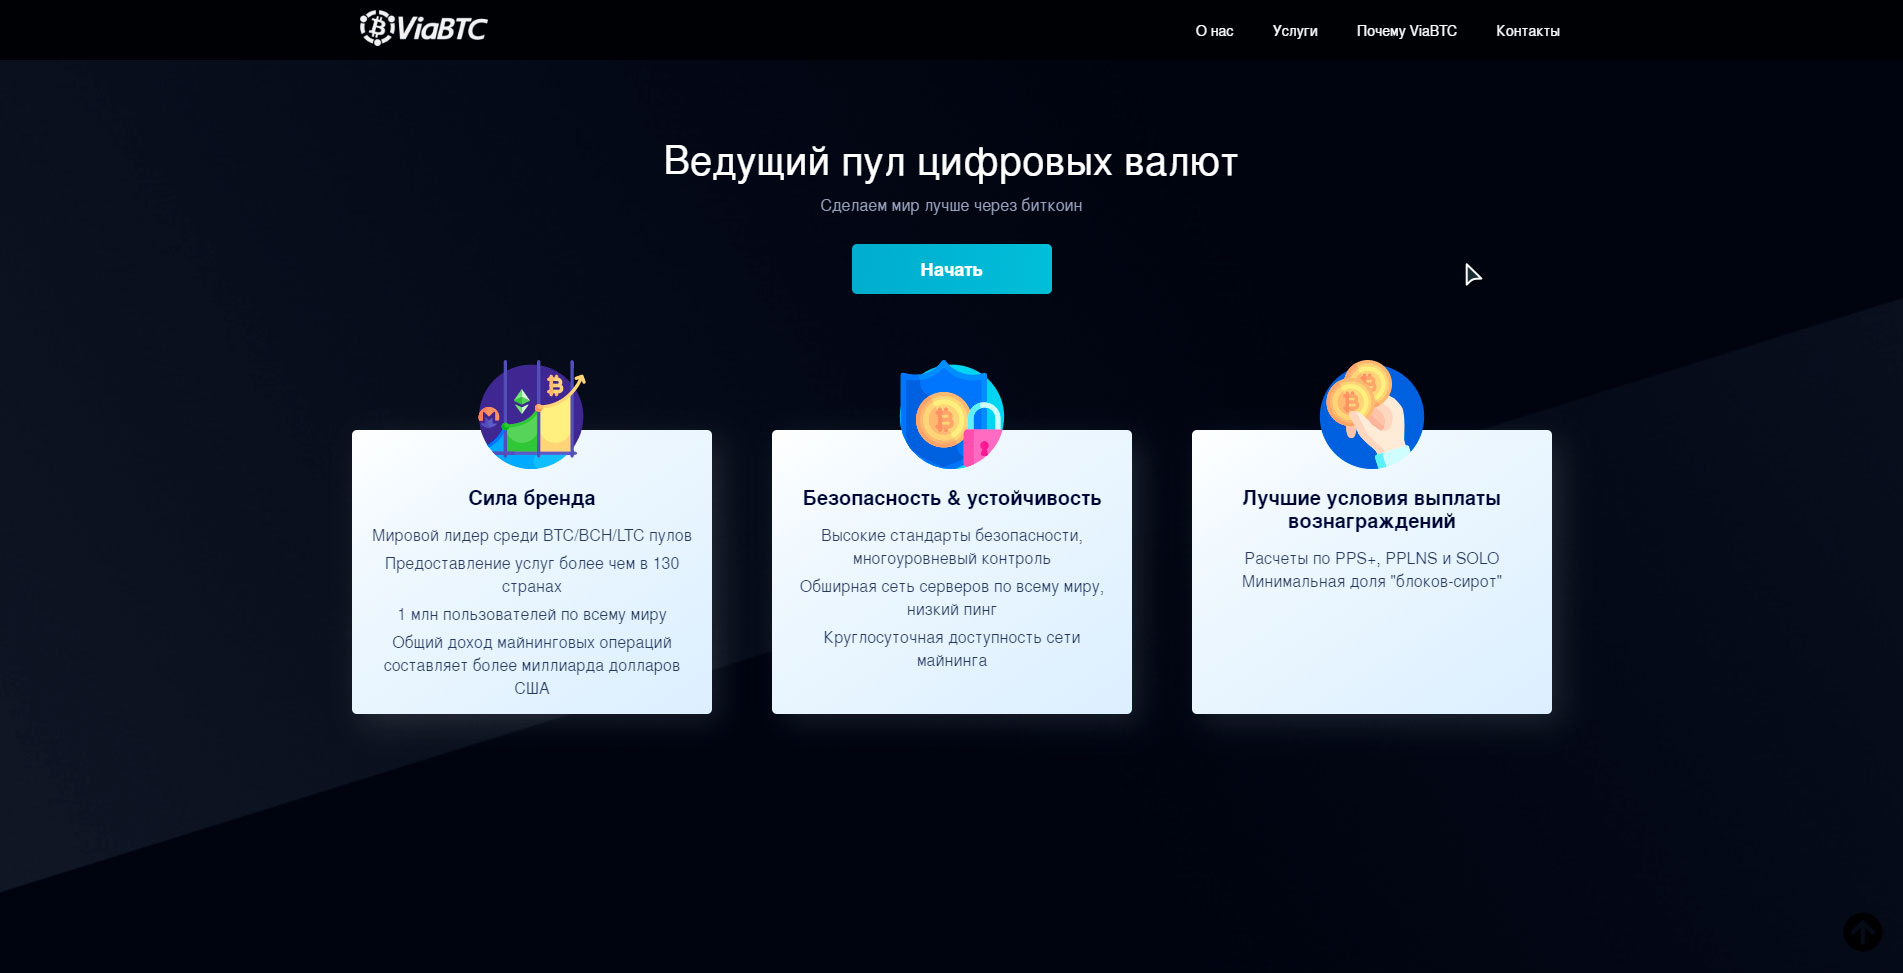 ViaBTC
О нас
Услуги
Почему ViaBTC
Контакты
Ведущий пул цифровых валют
Сделаем мир лучше через биткоин
Начать
Сила бренда
Мировой лидер среди BTC/BCH/LTC пулов
Предоставление услуг более чем в 130
странах
1 млн пользователей по всему миру
Общий доход майнинговых операций
составляет более миллиарда долларов
США
Безопасность & устойчивость
Высокие стандарты безопасности,
многоуровневый контроль
Обширная сеть серверов по всему миру,
низкий пинг
Круглосуточная доступность сети
майнинга
Лучшие условия выплаты
вознаграждений
Расчеты по PPS+, PPLNS и SOLO
Минимальная доля "блоков-сирот"